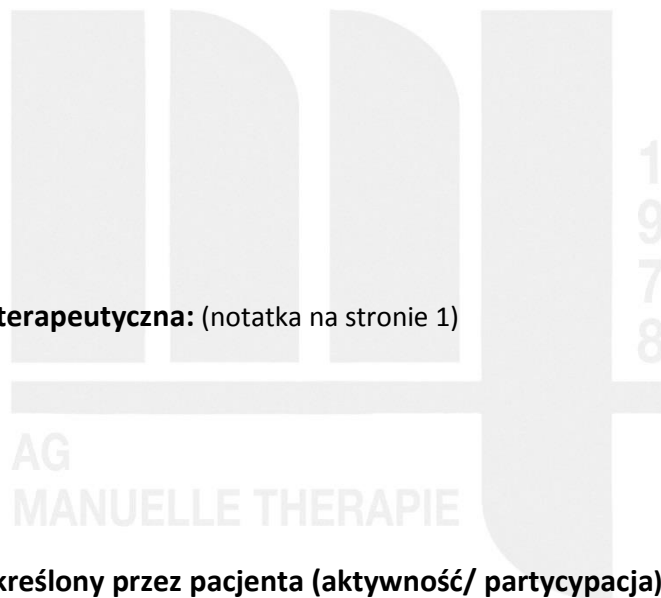 1
9
7
8
terapeutyczna: (notatka na stronie 1)
AG
MANUELLE THERAPIE
kreślony przez pacjenta (aktywność/ partycypacja)